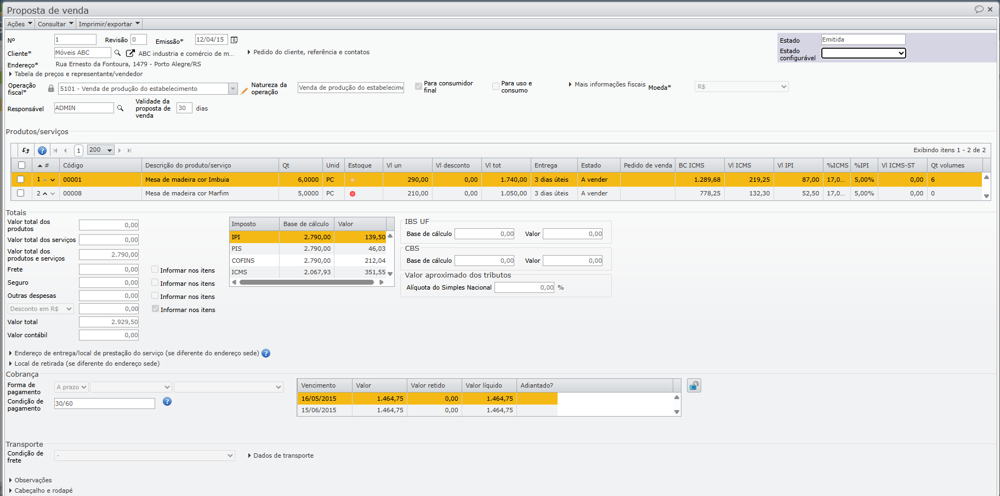 Proposta de venda
Ações Consultar Imprimir/exportar
Nº 1 Revisão 0 Emissão* 12/04/15
Estado Emitida
Cliente* Móveis ABC ABC industria e comércio de m... Pedido do cliente, referência e contatos
Estado configurável
Endereço* Rua Ernesto da Fontoura, 1479 - Porto Alegre/RS
Tabela de preços e representante/vendedor
Operação fiscal* 5101 - Venda de produção do estabelecimento Natureza da operação Venda de produção do estabelecime Para consumidor final Para uso e consumo Mais informações fiscais Moeda* R$
Responsável ADMIN Validade da proposta de venda 30 dias
Produtos/serviços
1 200 Exibindo itens 1 - 2 de 2
# Código Descrição do produto/serviço Qt Unid Estoque Vl un Vl desconto Vl tot Entrega Estado Pedido de venda BC ICMS Vl ICMS Vl IPI %ICMS %IPI Vl ICMS-ST Qt volumes
1 00001 Mesa de madeira cor Imbuia 6,0000 PC 290,00 0,00 1.740,00 3 dias úteis A vender 1.289,68 219,25 87,00 17,0... 5,00% 0,00 6
2 00008 Mesa de madeira cor Marfim 5,0000 PC 210,00 0,00 1.050,00 3 dias úteis A vender 778,25 132,30 52,50 17,0... 5,00% 0,00 0
Totais
Valor total dos produtos 0,00
Valor total dos serviços 0,00
Valor total dos produtos e serviços 2.790,00
Frete 0,00 Informar nos itens
Seguro 0,00 Informar nos itens
Outras despesas 0,00 Informar nos itens
Desconto em R$ 0,00 Informar nos itens
Valor total 2.929,50
Valor contábil 0,00
Imposto Base de cálculo Valor
IPI 2.790,00 139,50
PIS 2.790,00 46,03
COFINS 2.790,00 212,04
ICMS 2.067,93 351,55
IBS UF
Base de cálculo 0,00 Valor 0,00
CBS
Base de cálculo 0,00 Valor 0,00
Valor aproximado dos tributos
Alíquota do Simples Nacional 0,00 %
Endereço de entrega/local de prestação do serviço (se diferente do endereço sede)
Local de retirada (se diferente do endereço sede)
Cobrança
Forma de pagamento A prazo
Condição de pagamento 30/60
Vencimento Valor Valor retido Valor líquido Adiantado?
16/05/2015 1.464,75 0,00 1.464,75
15/06/2015 1.464,75 0,00 1.464,75
Transporte
Condição de frete - Dados de transporte
Observações
Cabeçalho e rodapé